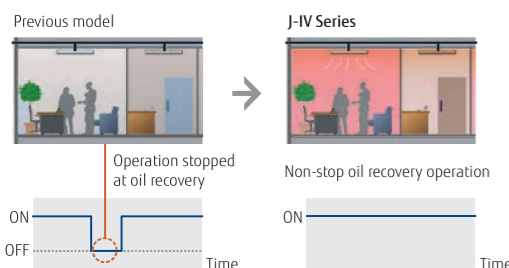 Previous model
J-IV Series
Operation stopped
at oil recovery
Non-stop oil recovery operation
ON
OFF
Time
ON
Time